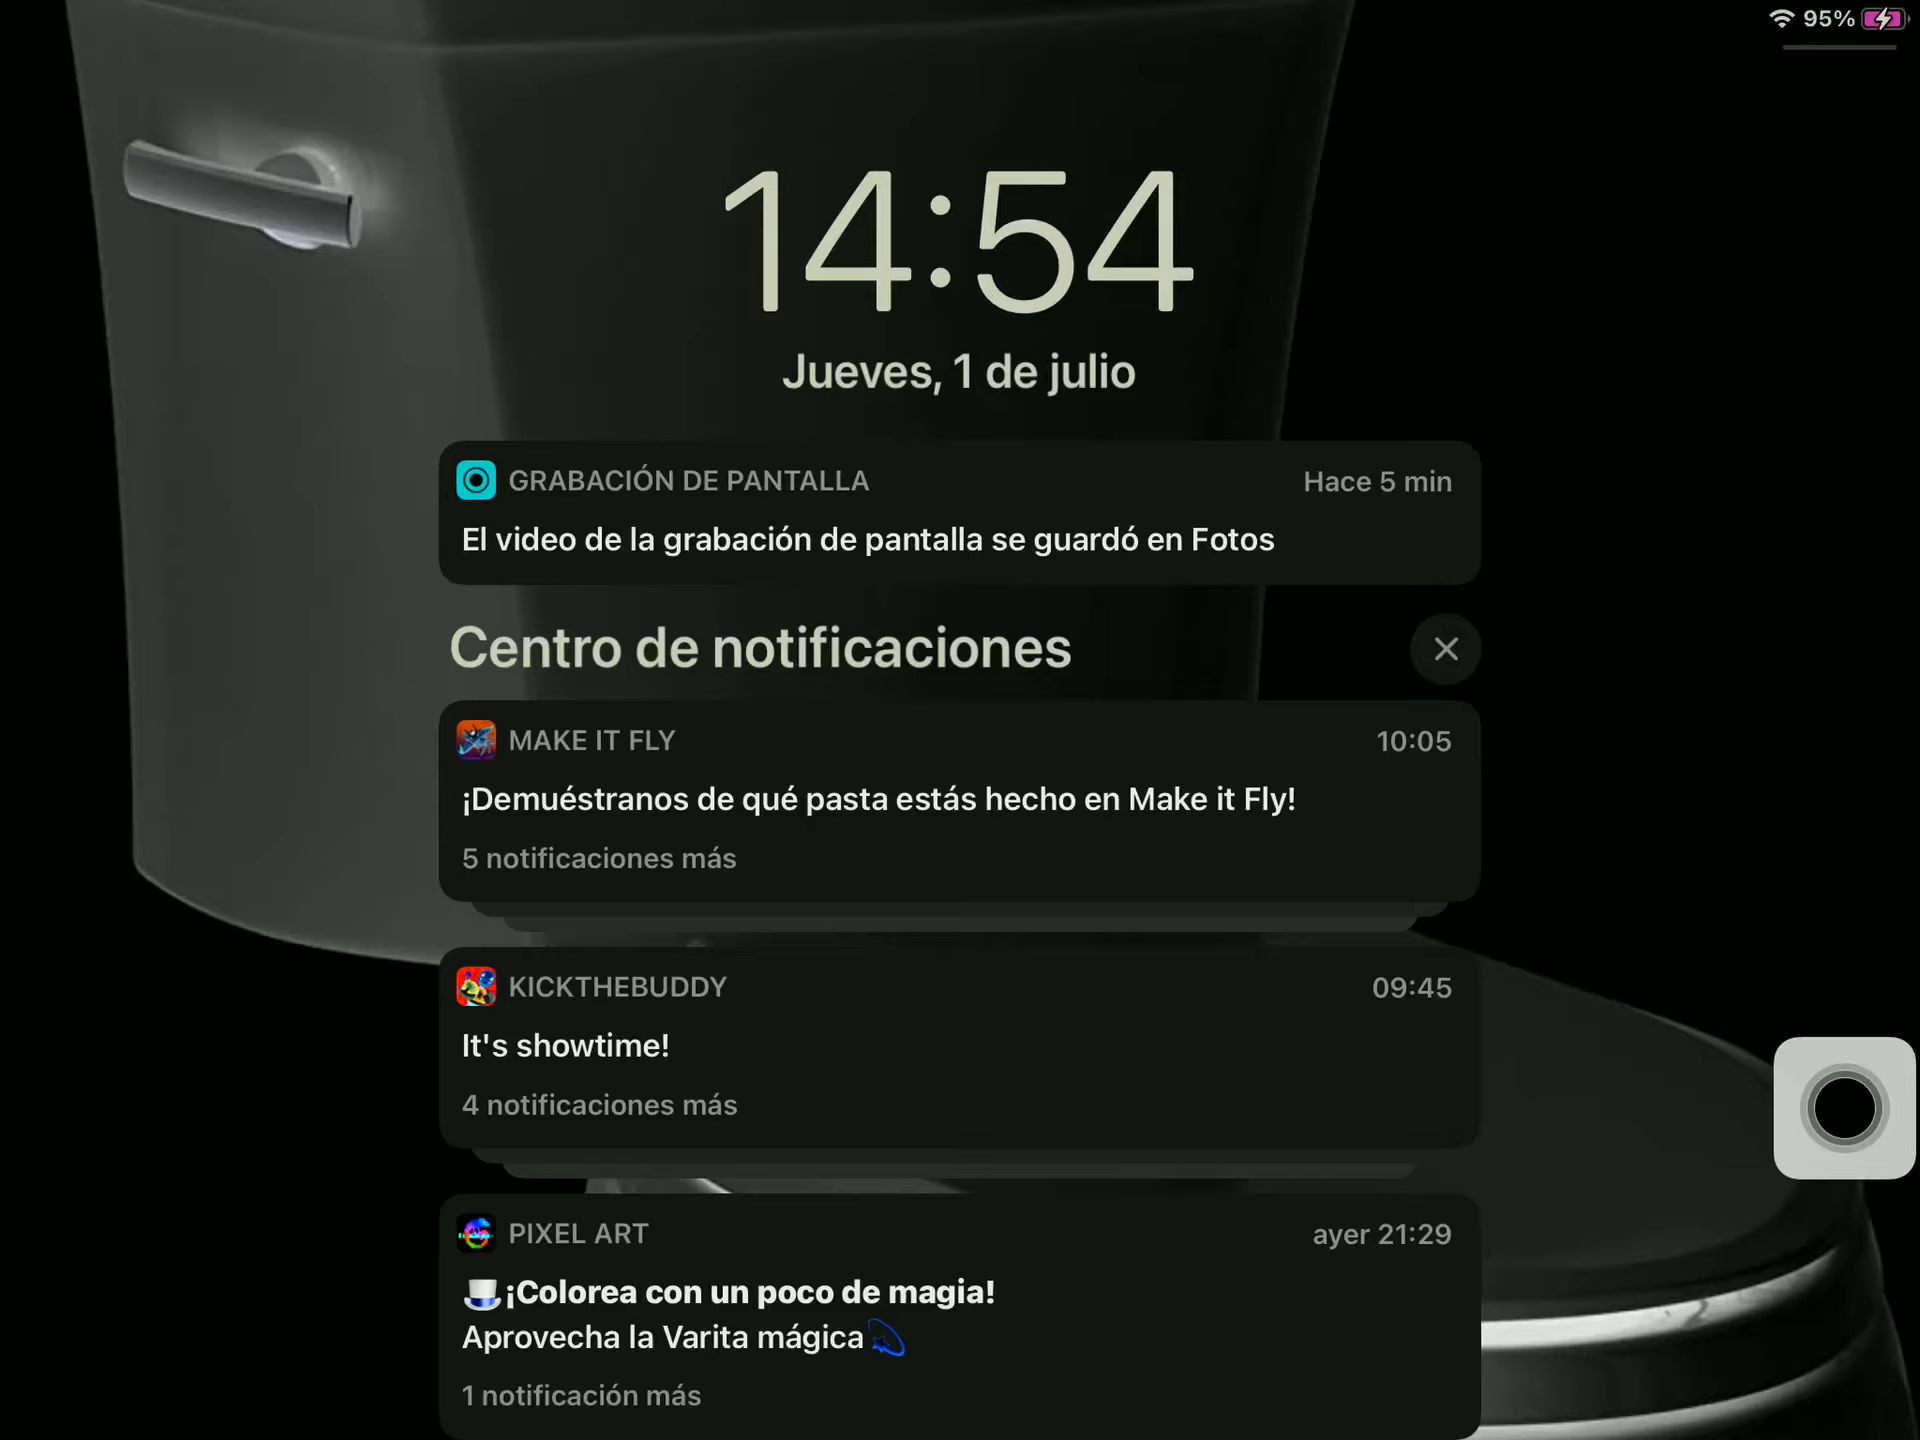 95%
14:54
Jueves, 1 de julio
GRABACIÓN DE PANTALLA
Hace 5 min
El video de la grabación de pantalla se guardó en Fotos
Centro de notificaciones
MAKE IT FLY
10:05
¡Demuéstranos de qué pasta estás hecho en Make it Fly!
5 notificaciones más
KICKTHEBUDDY
09:45
It's showtime!
4 notificaciones más
PIXEL ART
ayer 21:29
🎩¡Colorea con un poco de magia!
Aprovecha la Varita mágica💫
1 notificación más